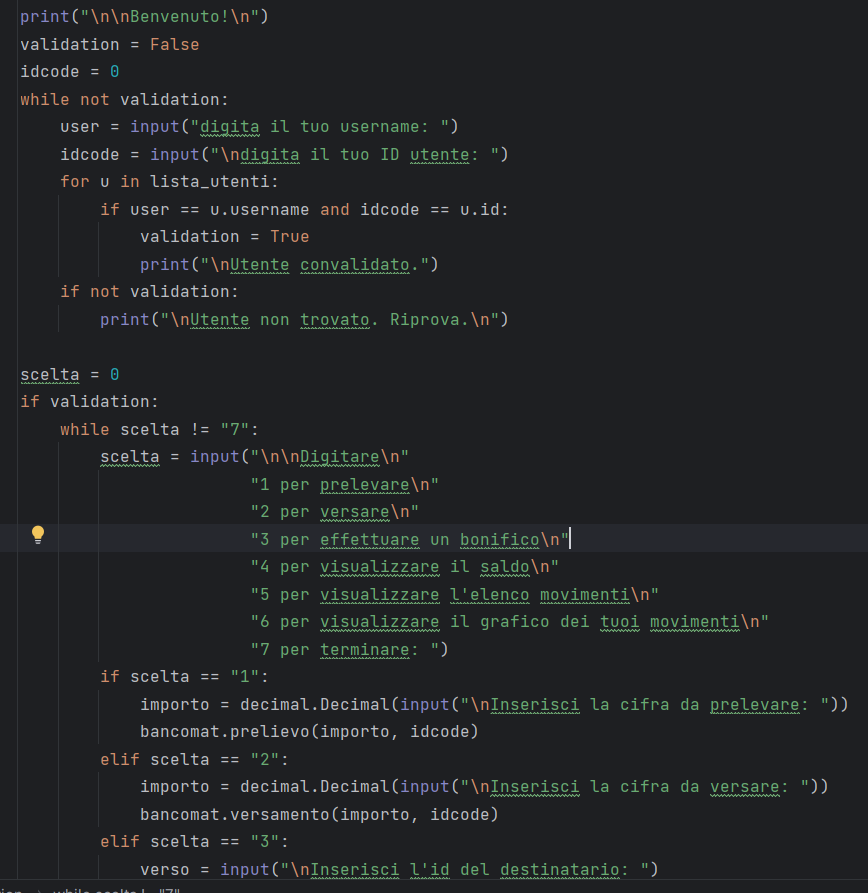 print("\n\nBenvenuto!\n")
validation = False
idcode = 0
while not validation:
    user = input("digita il tuo username: ")
    idcode = input("\ndigita il tuo ID utente: ")
    for u in lista_utenti:
        if user == u.username and idcode == u.id:
            validation = True
            print("\nUtente convalidato.")
    if not validation:
        print("\nUtente non trovato. Riprova.\n")

scelta = 0
if validation:
    while scelta != "7":
        scelta = input("\n\nDigitare\n"
                       "1 per prelevare\n"
                       "2 per versare\n"
                       "3 per effettuare un bonifico\n"
                       "4 per visualizzare il saldo\n"
                       "5 per visualizzare l'elenco movimenti\n"
                       "6 per visualizzare il grafico dei tuoi movimenti\n"
                       "7 per terminare: ")
        if scelta == "1":
            importo = decimal.Decimal(input("\nInserisci la cifra da prelevare: "))
            bancomat.prelievo(importo, idcode)
        elif scelta == "2":
            importo = decimal.Decimal(input("\nInserisci la cifra da versare: "))
            bancomat.versamento(importo, idcode)
        elif scelta == "3":
            verso = input("\nInserisci l'id del destinatario: ")